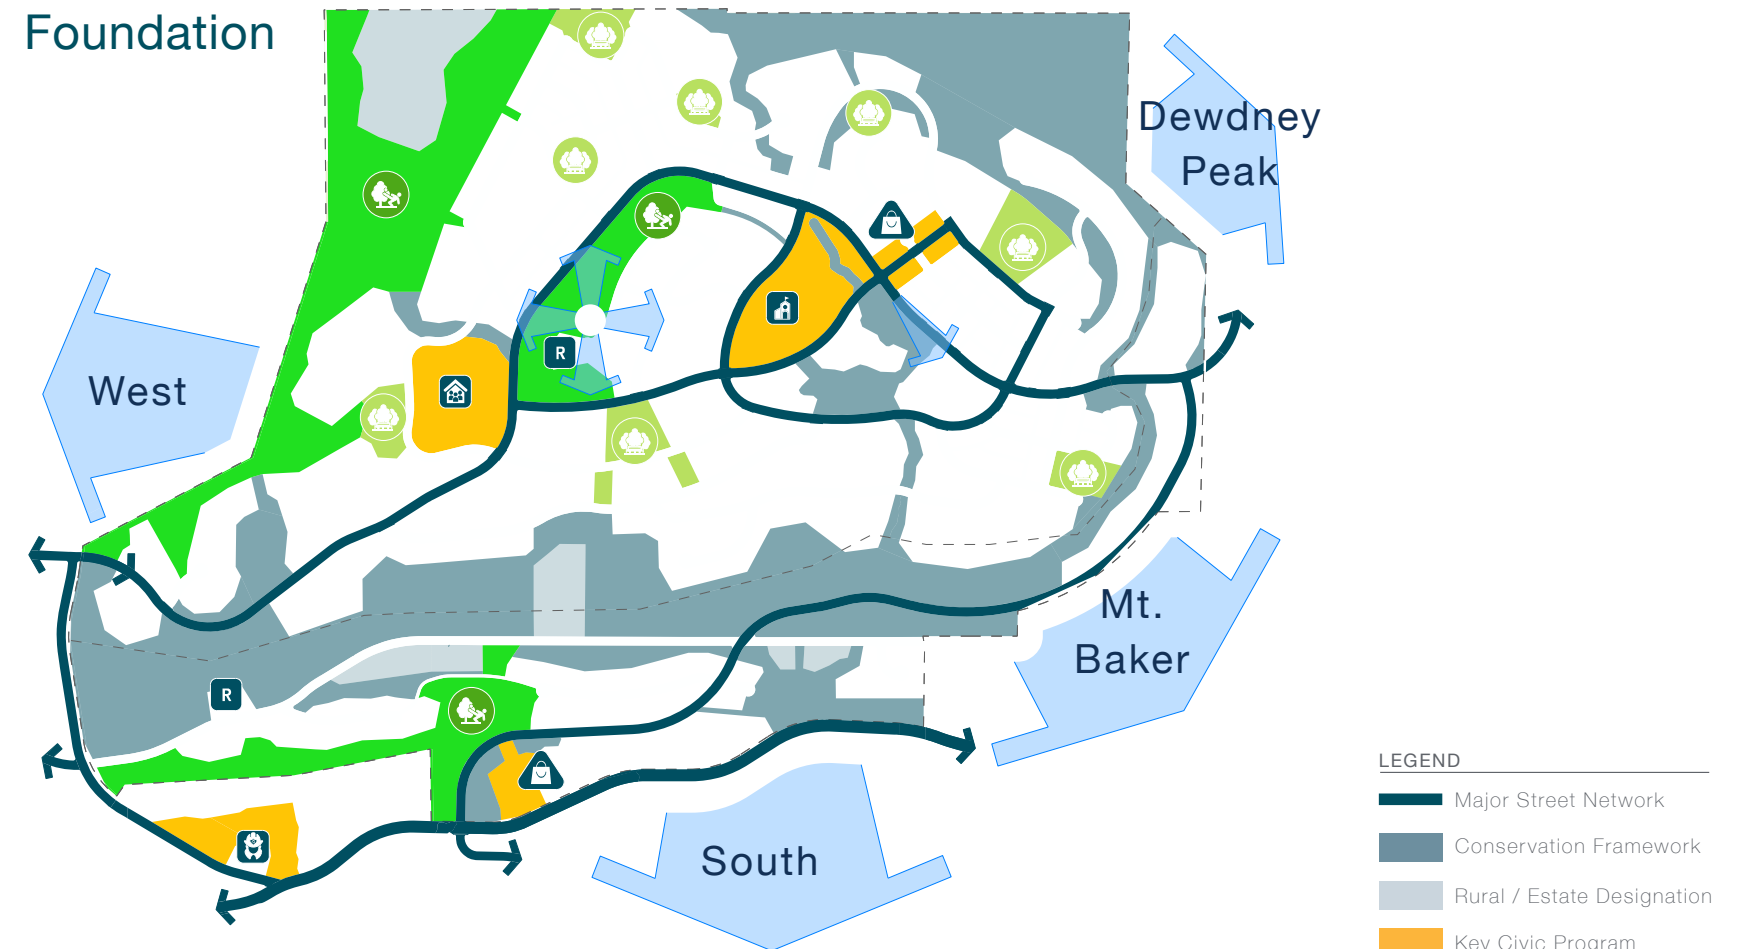 Foundation
Dewdney
Peak
West
R
Mt.
Baker
R
South
LEGEND
Major Street Network
Conservation Framework
Rural / Estate Designation
Key Civic Program